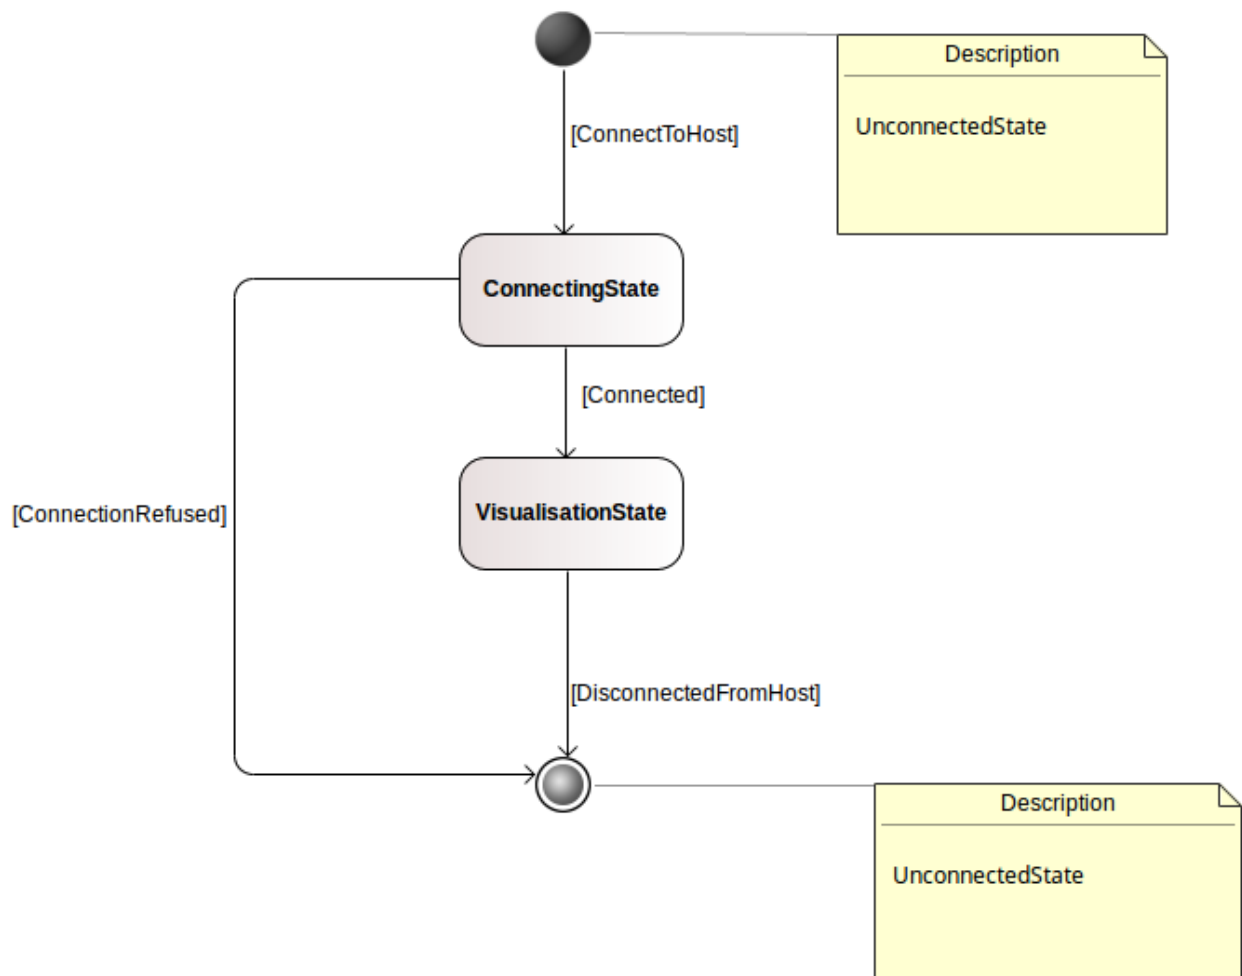 Description
UnconnectedState
[ConnectToHost]
ConnectingState
[Connected]
VisualisationState
[ConnectionRefused]
[DisconnectedFromHost]
Description
UnconnectedState